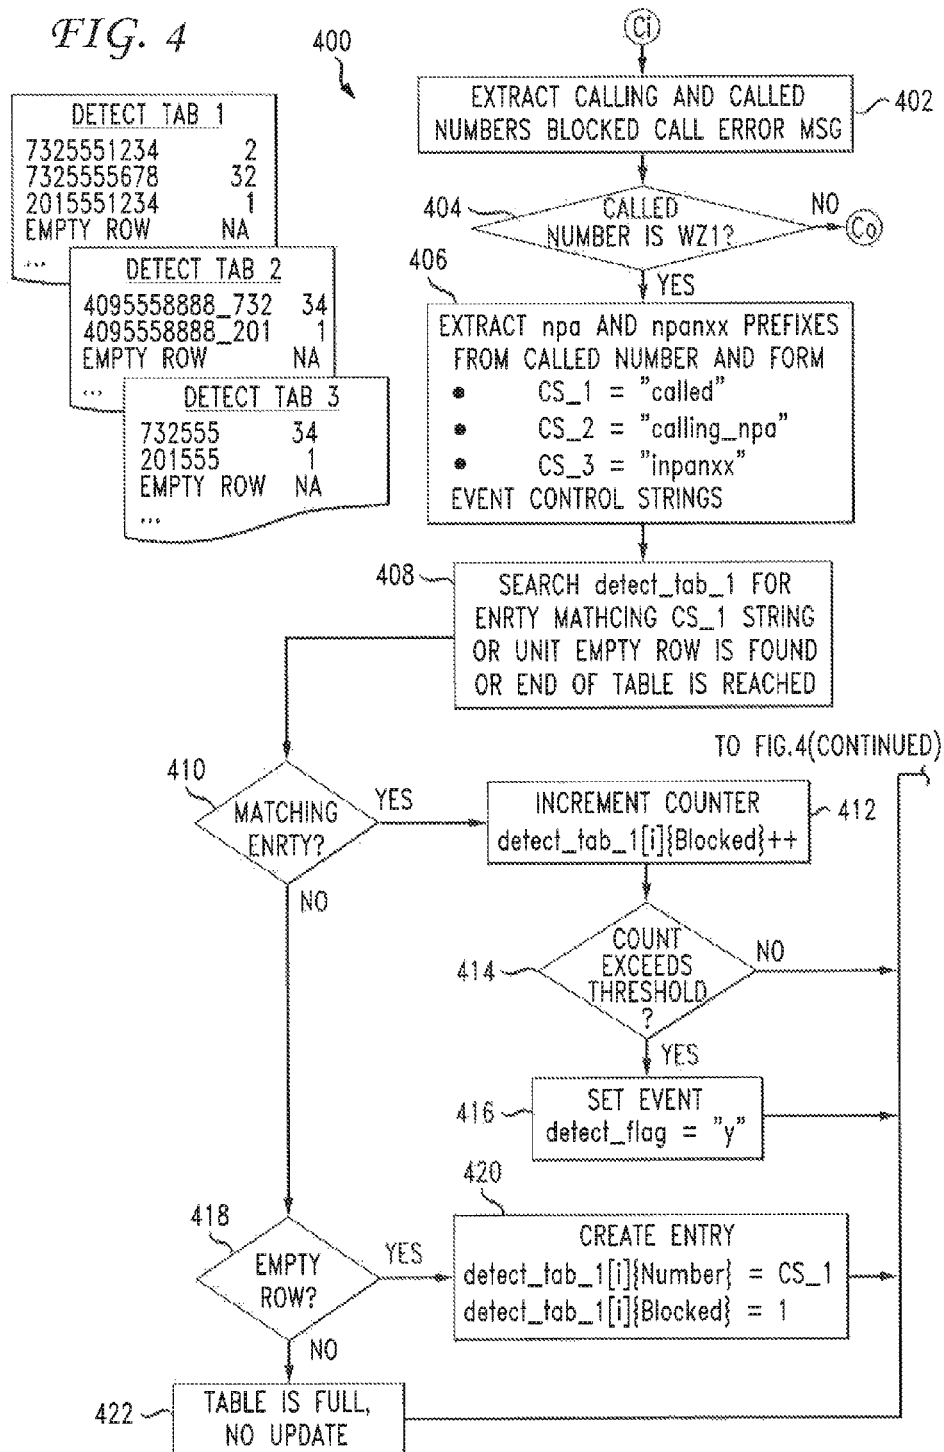 FIG. 4
400
Ci
EXTRACT CALLING AND CALLED
NUMBERS BLOCKED CALL ERROR MSG
402
DETECT TAB 1
7325551234 2
7325555678 32
2015551234 1
EMPTY ROW NA
...
DETECT TAB 2
4095558888_732 34
4095558888_201 1
EMPTY ROW NA
...
DETECT TAB 3
732555 34
201555 1
EMPTY ROW NA
...
404
CALLED
NUMBER IS WZ1?
NO
Co
YES
406
EXTRACT npa AND npanxx PREFIXES
FROM CALLED NUMBER AND FORM
• CS_1 = "called"
• CS_2 = "calling_npa"
• CS_3 = "inpanxx"
EVENT CONTROL STRINGS
408
SEARCH detect_tab_1 FOR
ENRTY MATHCING CS_1 STRING
OR UNIT EMPTY ROW IS FOUND
OR END OF TABLE IS REACHED
TO FIG.4(CONTINUED)
410
MATCHING
ENRTY?
YES
NO
INCREMENT COUNTER
detect_tab_1[i]{Blocked}++
412
414
COUNT
EXCEEDS
THRESHOLD
?
NO
YES
416
SET EVENT
detect_flag = "y"
418
EMPTY
ROW?
YES
NO
420
CREATE ENTRY
detect_tab_1[i]{Number} = CS_1
detect_tab_1[i]{Blocked} = 1
422
TABLE IS FULL,
NO UPDATE